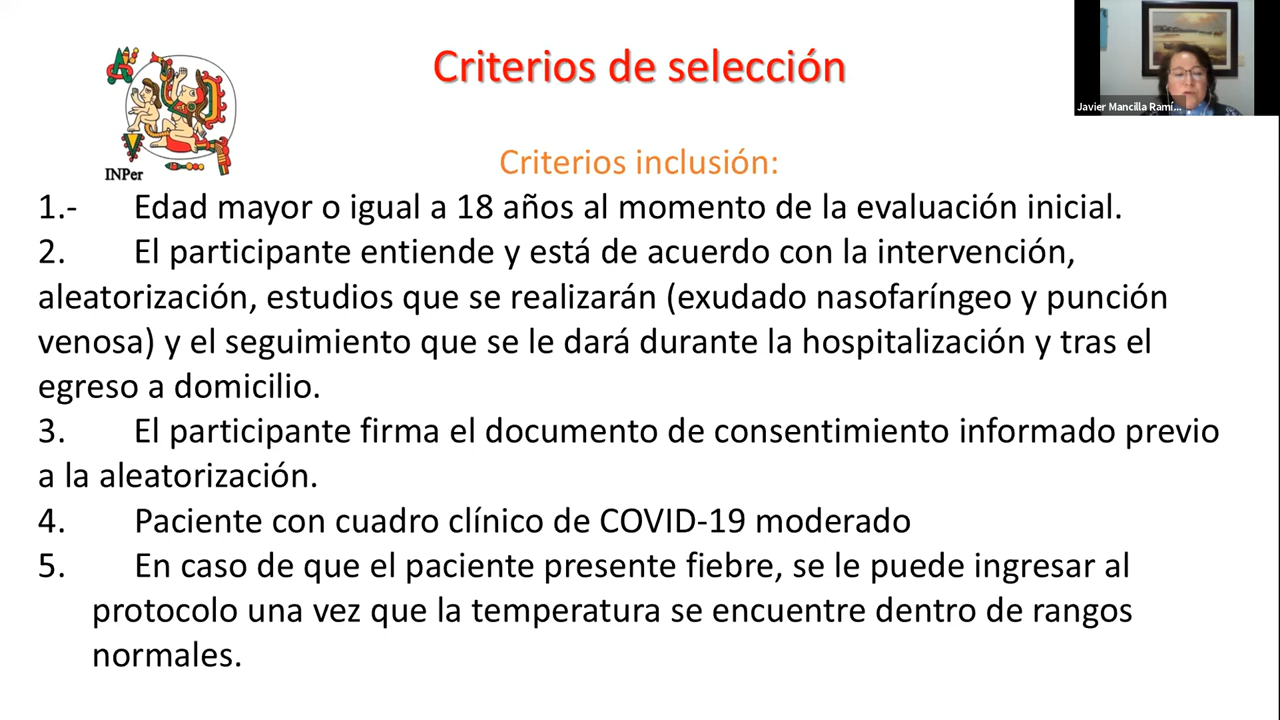 Criterios de selección
Javier Mancilla Ramí...
INPer
Criterios inclusión:
1.- Edad mayor o igual a 18 años al momento de la evaluación inicial.
2. El participante entiende y está de acuerdo con la intervención,
aleatorización, estudios que se realizarán (exudado nasofaríngeo y punción
venosa) y el seguimiento que se le dará durante la hospitalización y tras el
egreso a domicilio.
3. El participante firma el documento de consentimiento informado previo
a la aleatorización.
4. Paciente con cuadro clínico de COVID-19 moderado
5. En caso de que el paciente presente fiebre, se le puede ingresar al
protocolo una vez que la temperatura se encuentre dentro de rangos
normales.